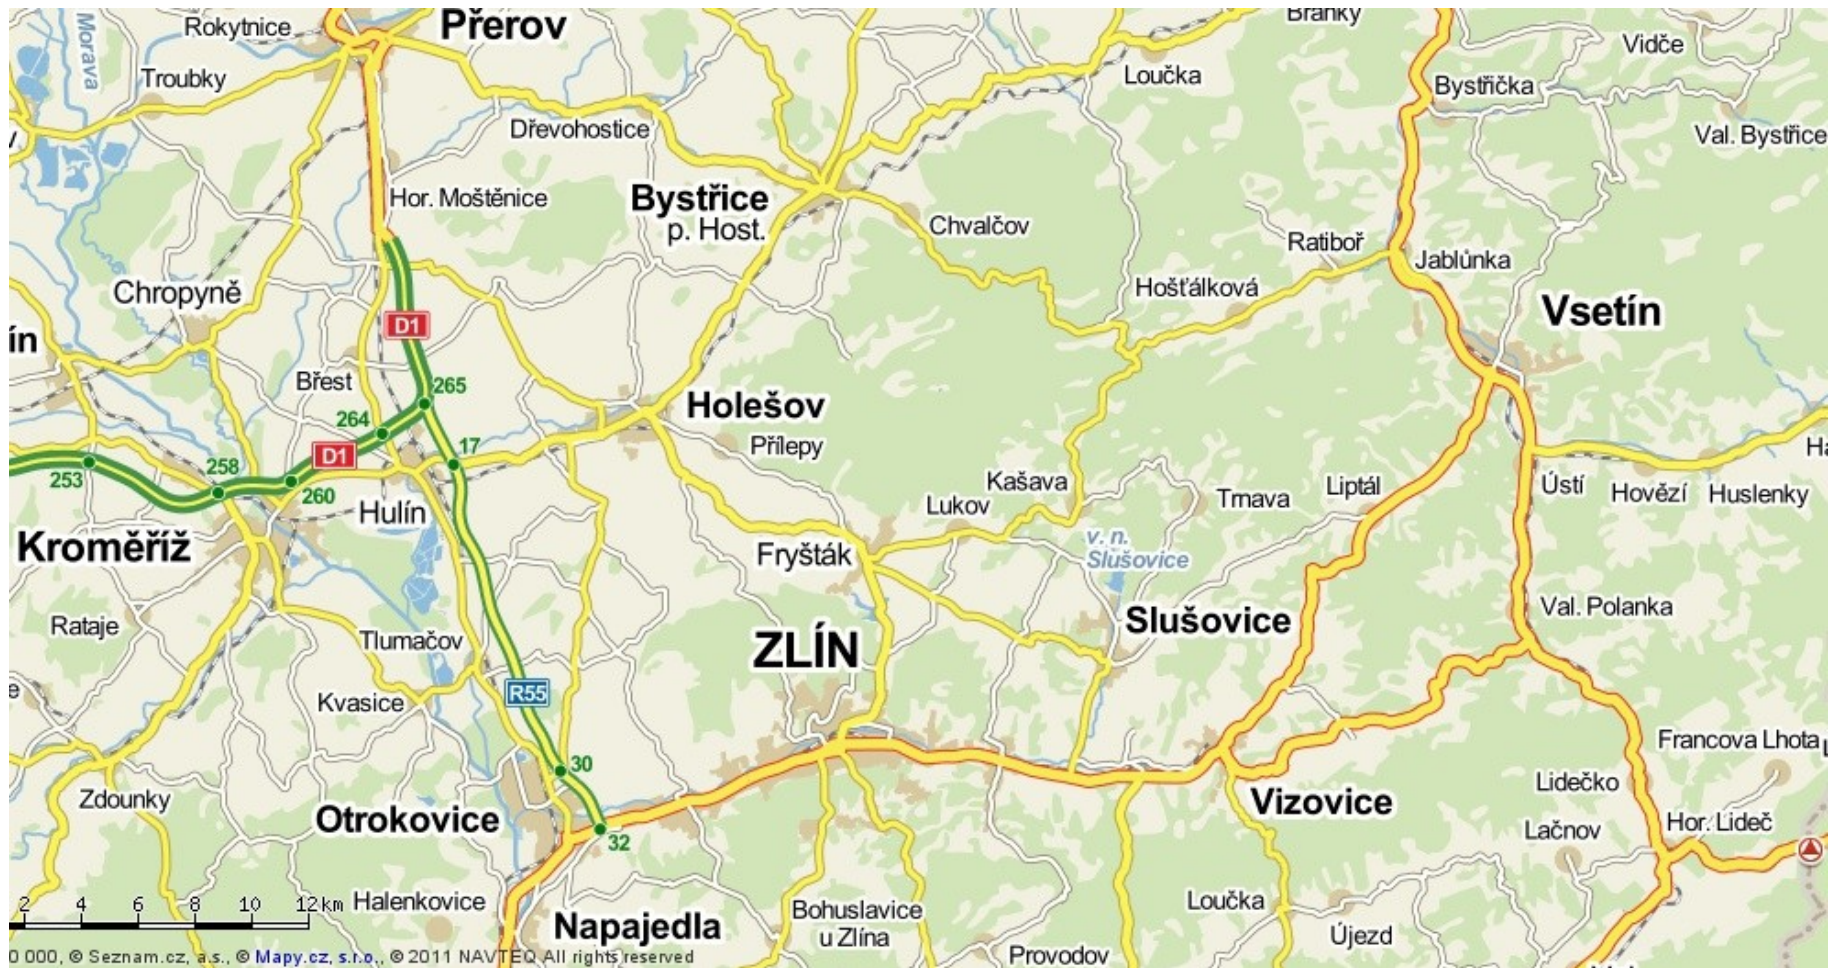 Přerov
Branky
Rokytnice
Morava
Vidče
Troubky
Loučka
Bystřička
Dřevohostice
Val. Bystřice
Bystřice
p. Host.
Hor. Moštěnice
Chvalčov
Ratiboř
Jablůnka
Chropyně
Hošťálková
Vsetín
D1
ín
Břest
265
Holešov
264
17
Přílepy
D1
258
253
260
Kašava
Lukov
Trnava
Liptál
Ústí
Hovězí
Huslenky
Hulín
Kroměříž
Fryšták
v. n.
Slušovice
Val. Polanka
Slušovice
Rataje
Tlumačov
ZLÍN
R55
Kvasice
Francova Lhota
30
Lidečko
Zdounky
Otrokovice
Vizovice
Hor. Lideč
Lačnov
32
2 4 6 8 10 12km
Halenkovice
Loučka
Napajedla
Bohuslavice
u Zlína
Újezd
Provodov
0 000, © Seznam.cz, a.s., © Mapy.cz, s.r.o., © 2011 NAVTEQ All rights reserved